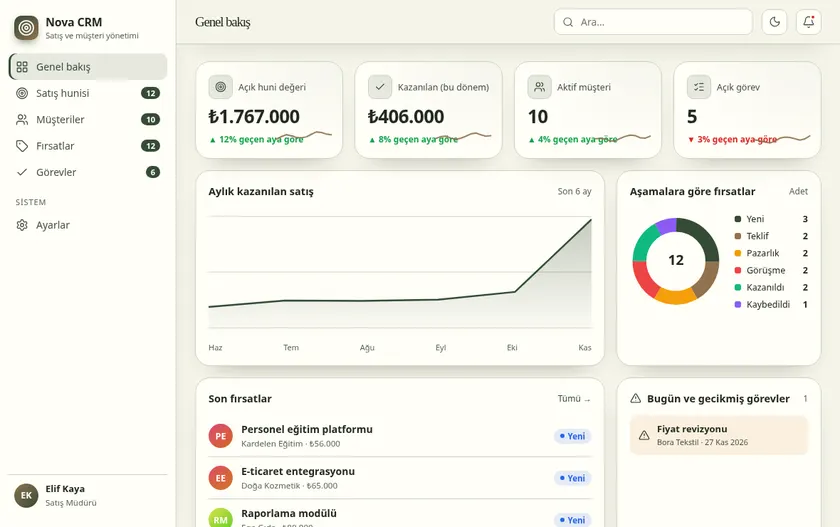 Nova CRM
Satış ve müşteri yönetimi
Genel bakış
Satış hunisi 12
Müşteriler 10
Fırsatlar 12
Görevler 6
SİSTEM
Ayarlar
EK
Elif Kaya
Satış Müdürü
Genel bakış
Ara...
Açık huni değeri
₺1.767.000
▲ 12% geçen aya göre
Kazanılan (bu dönem)
₺406.000
▲ 8% geçen aya göre
Aktif müşteri
10
▲ 4% geçen aya göre
Açık görev
5
▼ 3% geçen aya göre
Aylık kazanılan satış
Son 6 ay
Haz Tem Ağu Eyl Eki Kas
Aşamalara göre fırsatlar
Adet
12
Yeni 3
Teklif 2
Pazarlık 2
Görüşme 2
Kazanıldı 2
Kaybedildi 1
Son fırsatlar
Tümü →
PE
Personel eğitim platformu
Kardelen Eğitim · ₺56.000
Yeni
EE
E-ticaret entegrasyonu
Doğa Kozmetik · ₺65.000
Yeni
RM
Raporlama modülü
Yeni
Bugün ve gecikmiş görevler 1
Fiyat revizyonu
Bora Tekstil · 27 Kas 2026